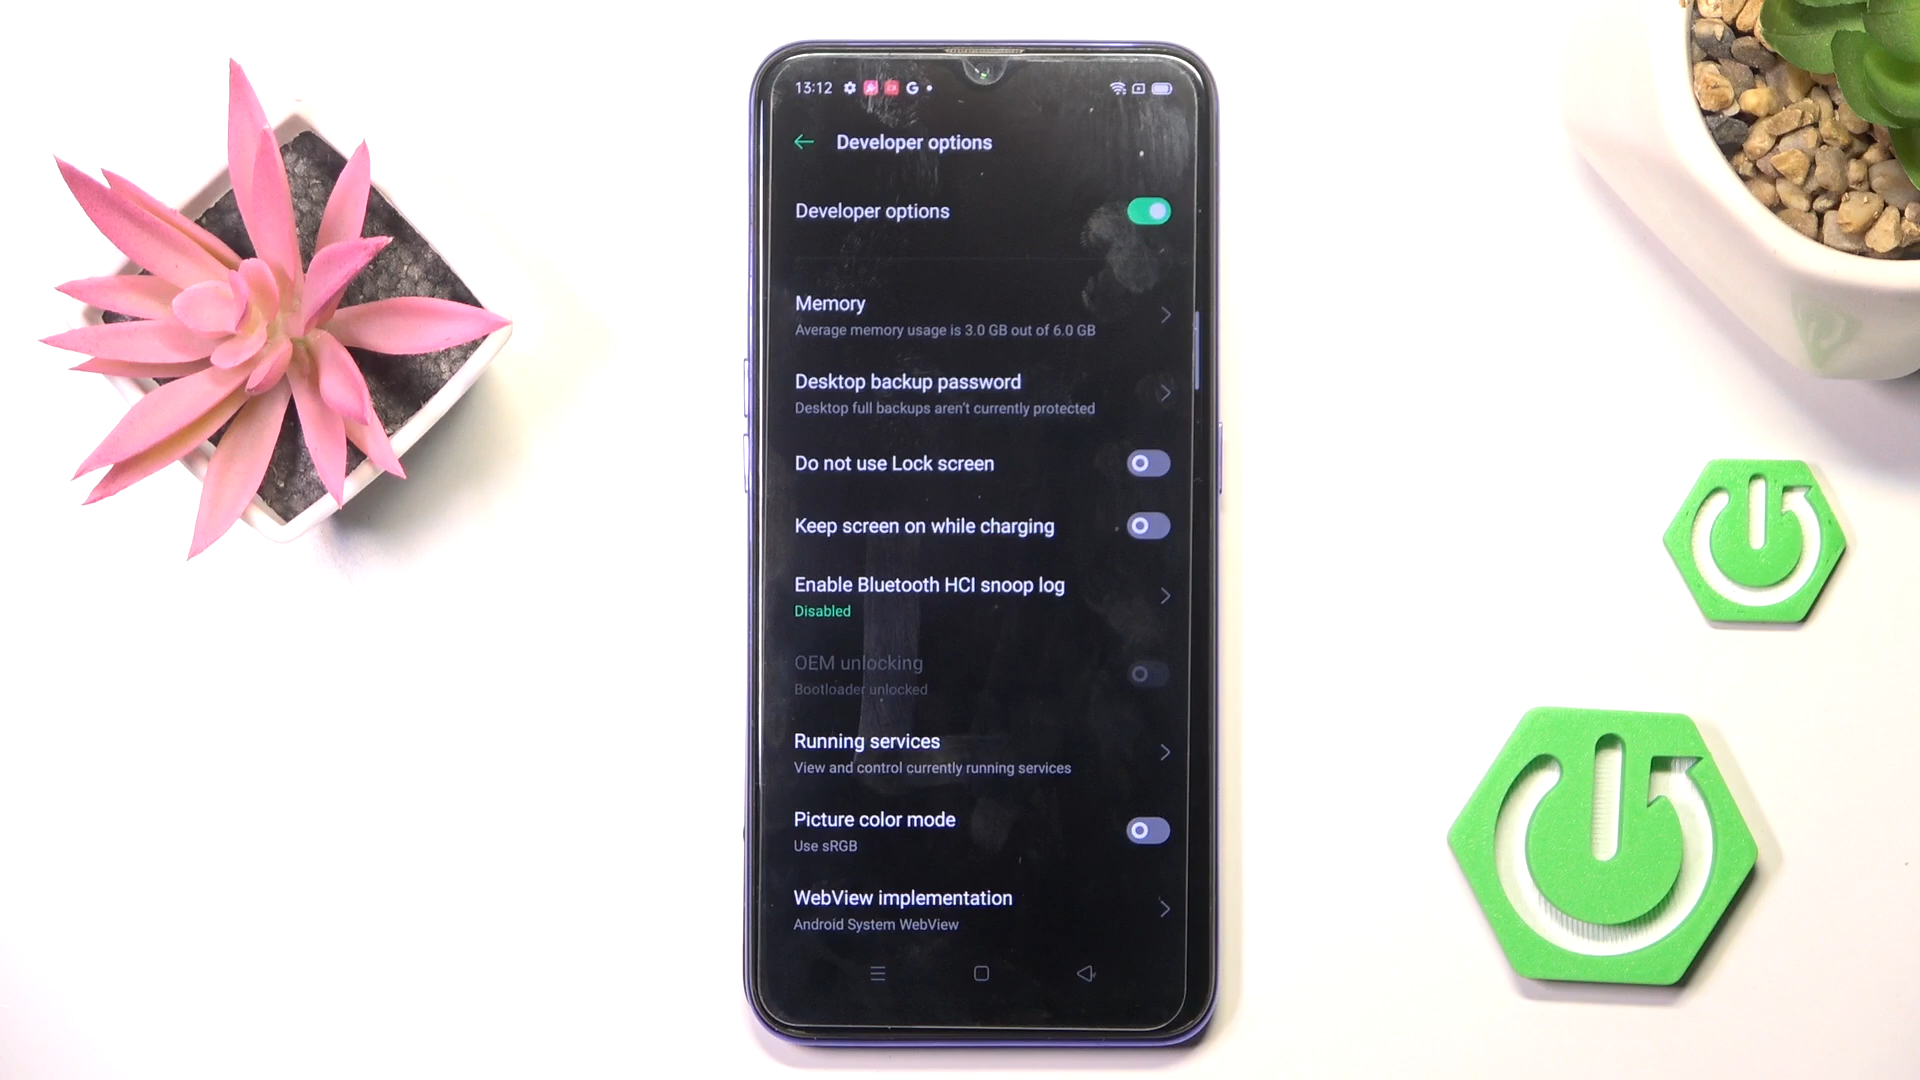 13:12 G
Developer options
Developer options
Memory
Average memory usage is 3.0 GB out of 6.0 GB
Desktop backup password
Desktop full backups aren't currently protected
Do not use Lock screen
Keep screen on while charging
Enable Bluetooth HCI snoop log
Disabled
OEM unlocking
Bootloader unlocked
Running services
View and control currently running services
Picture color mode
Use sRGB
WebView implementation
Android System WebView